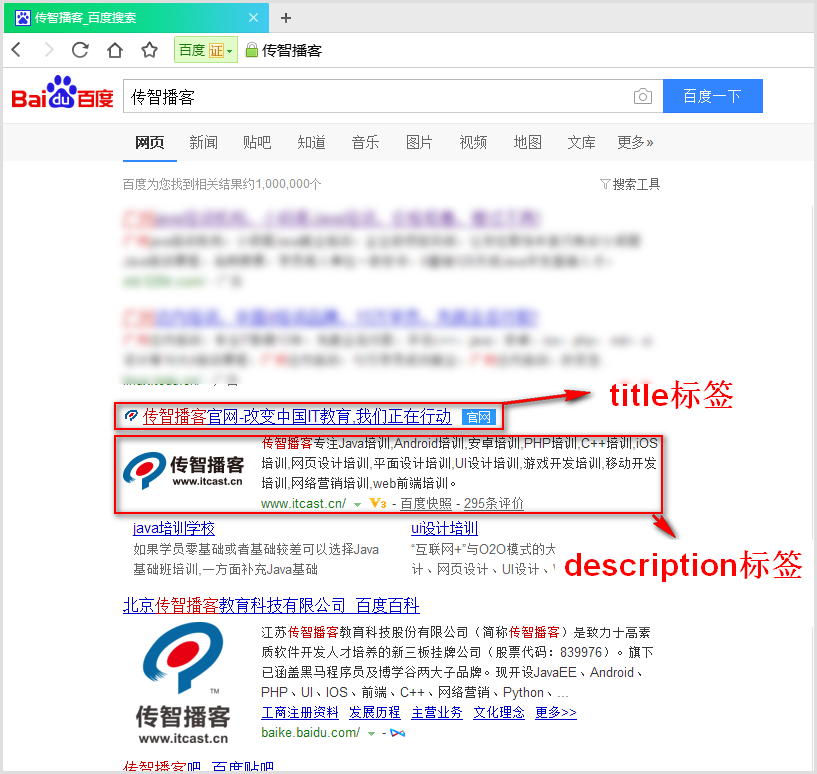 传智播客_百度搜索
百度 证 传智播客
Bai du 百度 传智播客 百度一下
网页 新闻 贴吧 知道 音乐 图片 视频 地图 文库 更多»
百度为您找到相关结果约1,000,000个 搜索工具
title标签
传智播客官网-改变中国IT教育,我们正在行动 官网
传智播客专注Java培训,Android培训,安卓培训,PHP培训,C++培训,iOS
培训,网页设计培训,平面设计培训,UI设计培训,游戏开发培训,移动开发
培训,网络营销培训,web前端培训。
传智播客
www.itcast.cn
www.itcast.cn/ V3 - 百度快照 - 295条评价
java培训学校 ui设计培训
如果学员零基础或者基础较差可以选择Java “互联网+”与O2O模式的大
基础班培训,一方面补充Java基础 计、网页设计、UI设计、
description标签
北京传智播客教育科技有限公司_百度百科
江苏传智播客教育科技股份有限公司（简称传智播客）是致力十高素
质软件开发人才培养的新三板挂牌公司（股票代码：839976）。旗下
已涵盖黑马程序员及博学谷两大子品牌。现开设JavaEE、Android、
PHP、UI、IOS、前端、C++、网络营销、Python、...
工商注册资料 发展历程 主营业务 文化理念 更多>>
baike.baidu.com/ -
TM
传智播客
www.itcast.cn
传智播客吧_百度贴吧